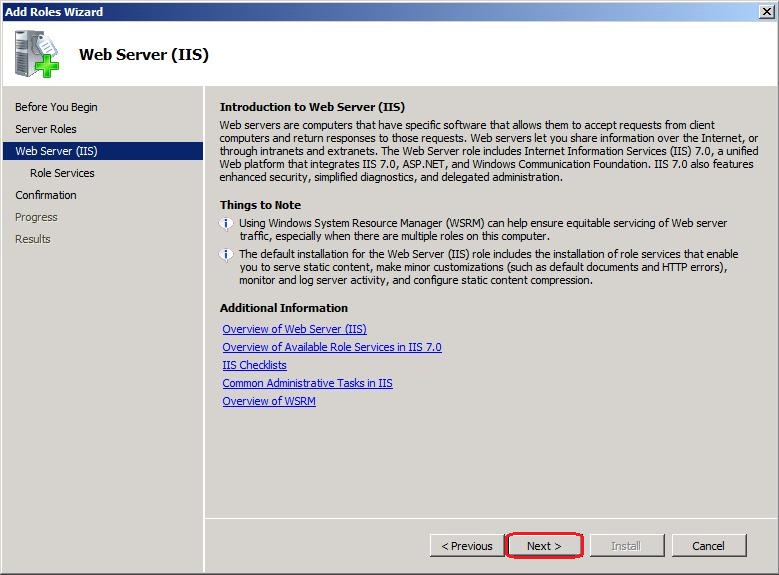 Add Roles Wizard
Web Server (IIS)
Before You Begin
Server Roles
Web Server (IIS)
Role Services
Confirmation
Progress
Results
Introduction to Web Server (IIS)
Web servers are computers that have specific software that allows them to accept requests from client
computers and return responses to those requests. Web servers let you share information over the Internet, or
through intranets and extranets. The Web Server role includes Internet Information Services (IIS) 7.0, a unified
Web platform that integrates IIS 7.0, ASP.NET, and Windows Communication Foundation. IIS 7.0 also features
enhanced security, simplified diagnostics, and delegated administration.
Things to Note
Using Windows System Resource Manager (WSRM) can help ensure equitable servicing of Web server
traffic, especially when there are multiple roles on this computer.
The default installation for the Web Server (IIS) role includes the installation of role services that enable
you to serve static content, make minor customizations (such as default documents and HTTP errors),
monitor and log server activity, and configure static content compression.
Additional Information
Overview of Web Server (IIS)
Overview of Available Role Services in IIS 7.0
IIS Checklists
Common Administrative Tasks in IIS
Overview of WSRM
< Previous
Next >
Install
Cancel